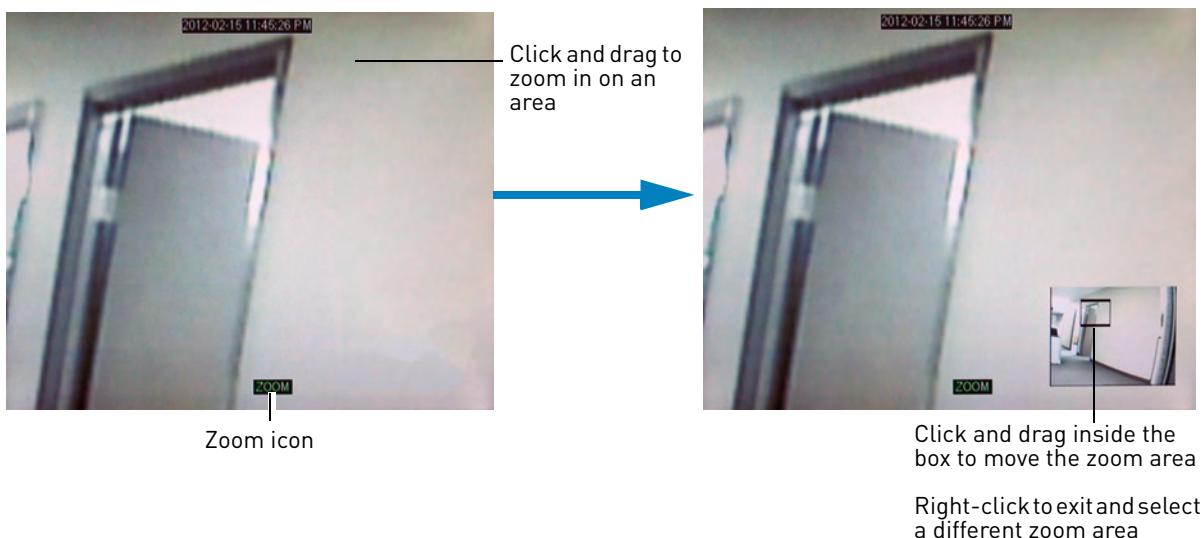 2012-02-15 11:45:26 PM
Click and drag to
zoom in on an
area
ZOOM
Zoom icon
2012-02-15 11:45:26 PM
ZOOM
Click and drag inside the
box to move the zoom area
Right-click to exit and select
a different zoom area